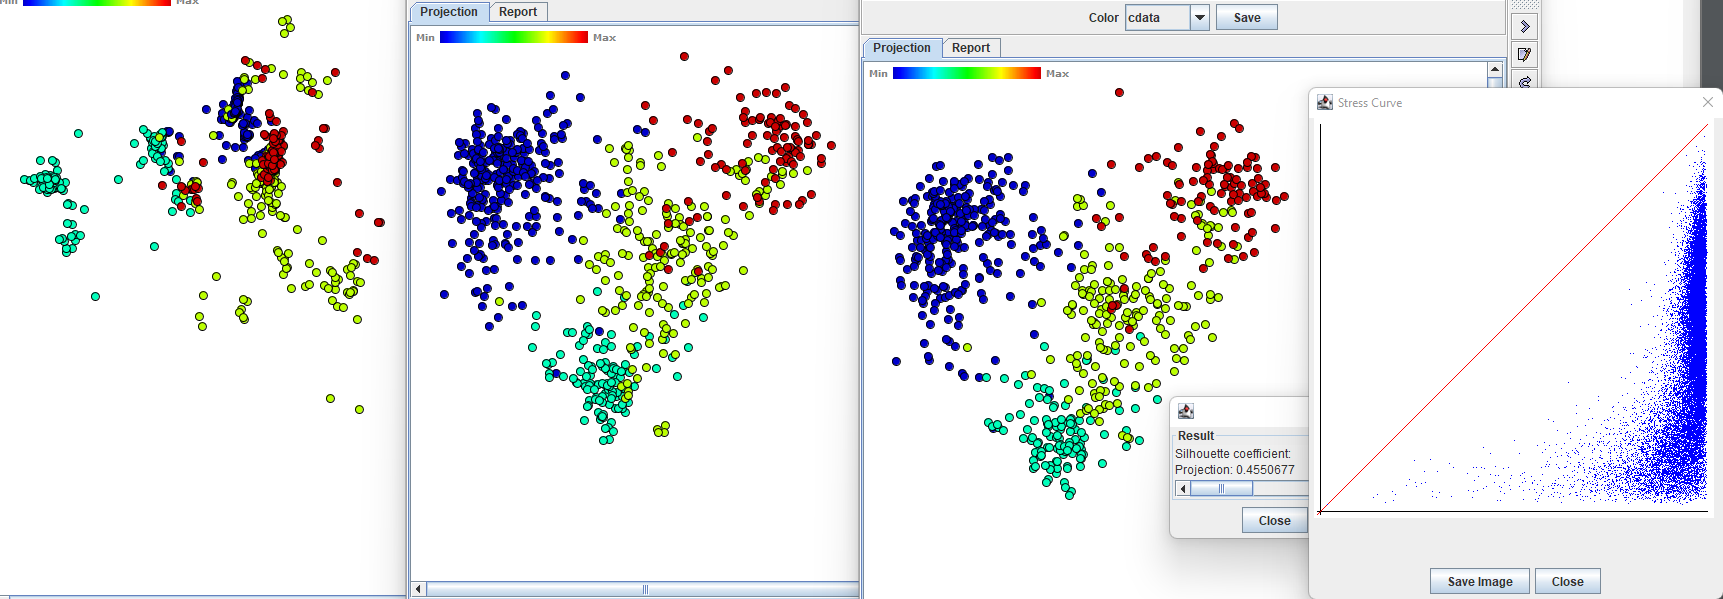 Min Max
Projection Report
Min Max
Color cdata Save
Projection Report
Min Max
Stress Curve
Result
Silhouette coefficient:
Projection: 0.4550677
Close
Save Image Close